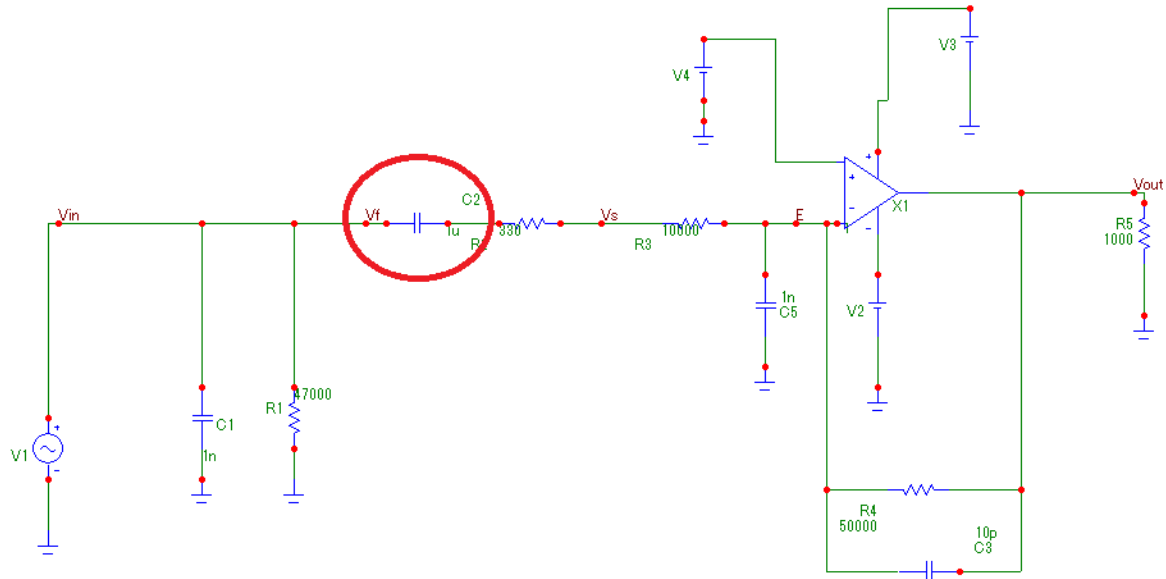 V3
V4
C2
Vin
Vf
1u
330
Vs
R3
10000
E
+
+
-
-
X1
Vout
R5
1000
1n
C5
V2
47000
R1
C1
1n
V1
+
-
R4
50000
10p
C3